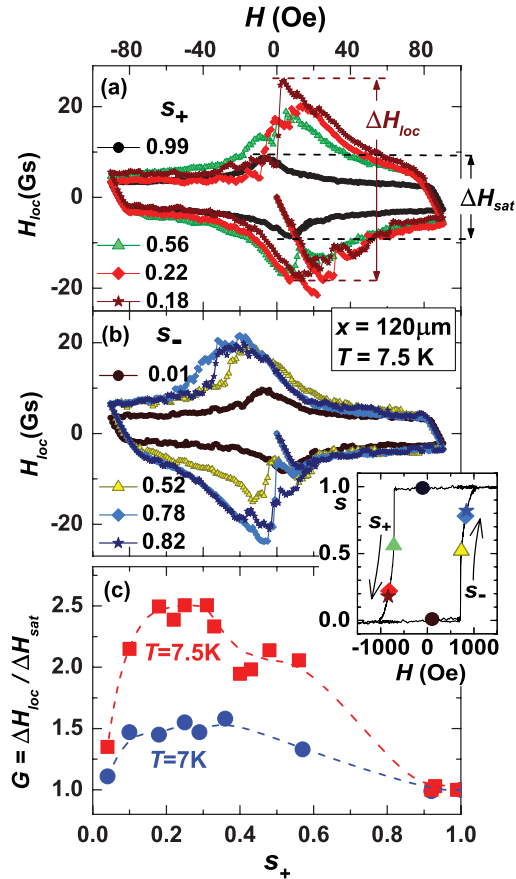 H (Oe)
-80 -40 0 40 80
(a)
s+
0.99
0.56
0.22
0.18
ΔHloc
ΔHsat
Hloc(Gs)
20
0
-20
x = 120μm
T = 7.5 K
(b)
s-
0.01
0.52
0.78
0.82
Hloc(Gs)
20
0
-20
s
1.0
0.5
0.0
s+
s-
-1000 0 1000
H (Oe)
(c)
G = ΔHloc / ΔHsat
2.5
2.0
1.5
1.0
T=7.5K
T=7K
0.0 0.2 0.4 0.6 0.8 1.0
s+